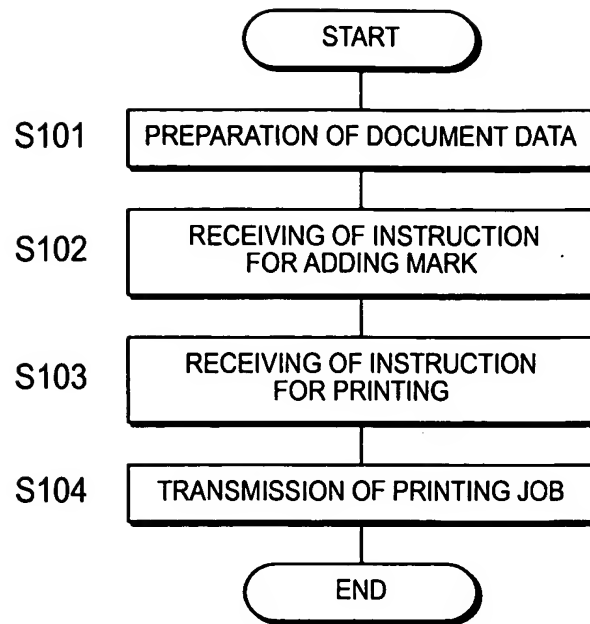 START
S101 PREPARATION OF DOCUMENT DATA
S102 RECEIVING OF INSTRUCTION
FOR ADDING MARK
S103 RECEIVING OF INSTRUCTION
FOR PRINTING
S104 TRANSMISSION OF PRINTING JOB
END